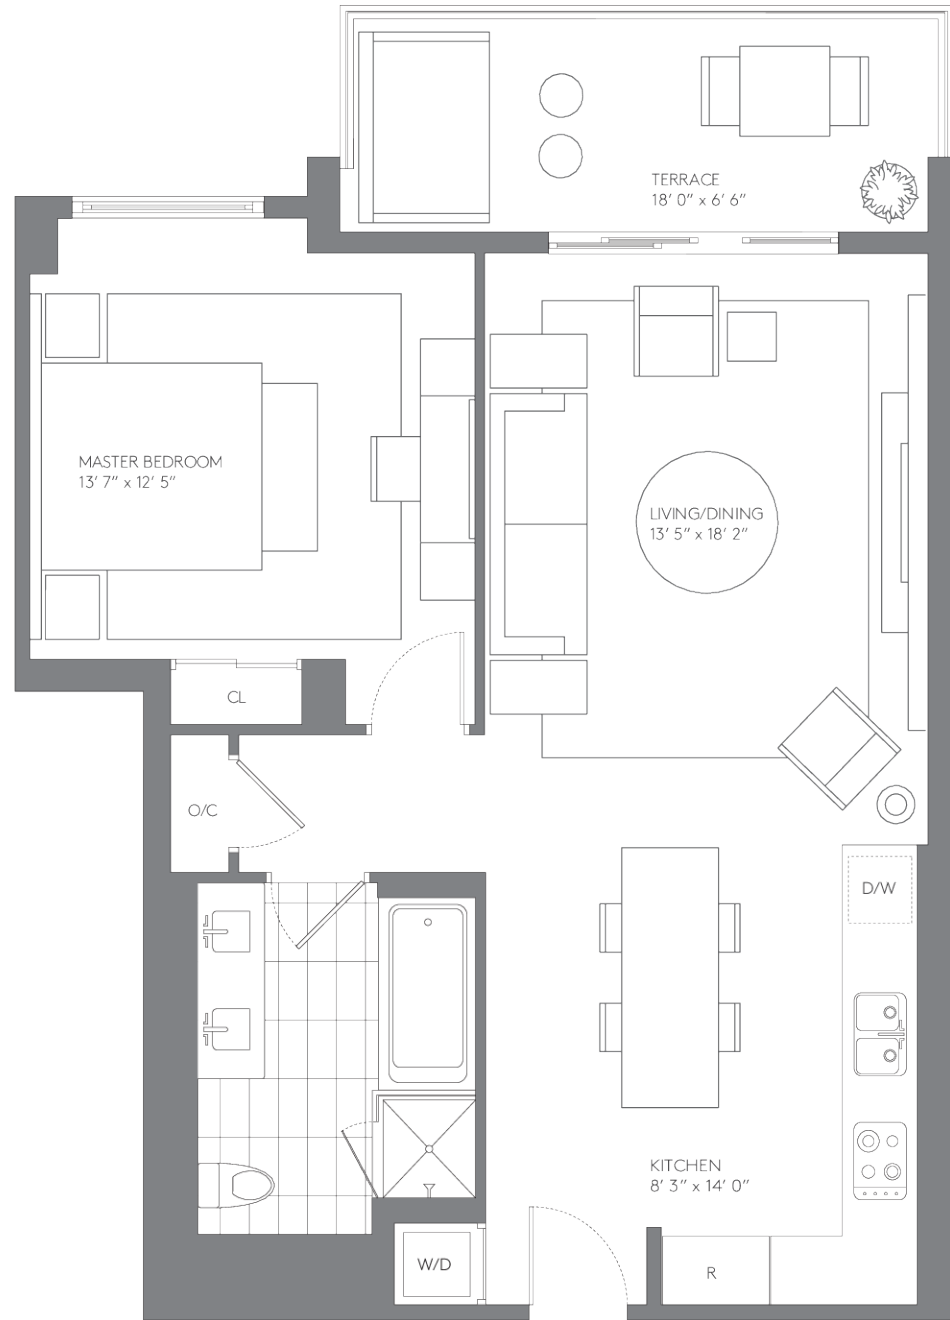 TERRACE
18' 0" x 6' 6"
MASTER BEDROOM
13' 7" x 12' 5"
LIVING/DINING
13' 5" x 18' 2"
CL
O/C
D/W
KITCHEN
8' 3" x 14' 0"
W/D
R